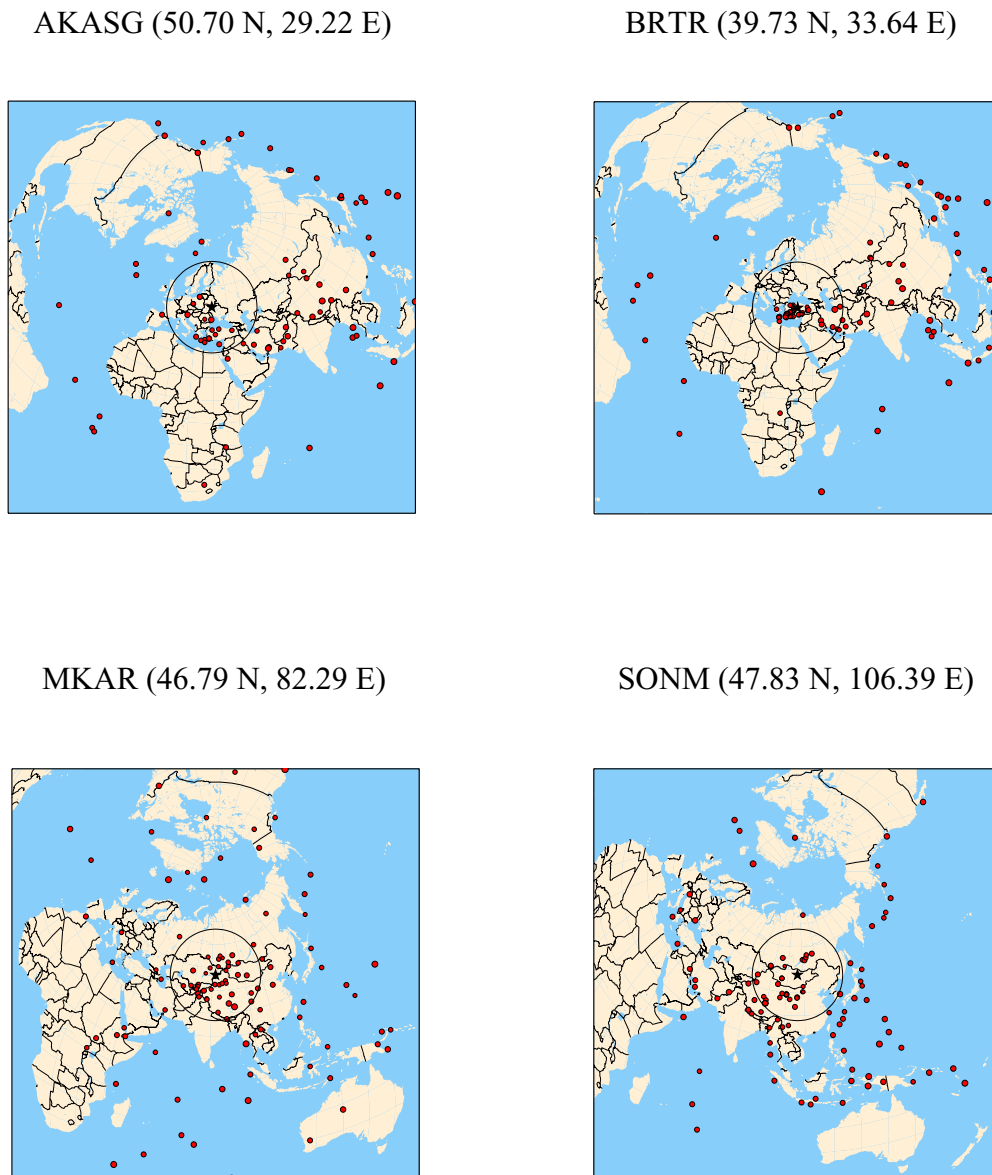 AKASG (50.70 N, 29.22 E)
BRTR (39.73 N, 33.64 E)
MKAR (46.79 N, 82.29 E)
SONM (47.83 N, 106.39 E)